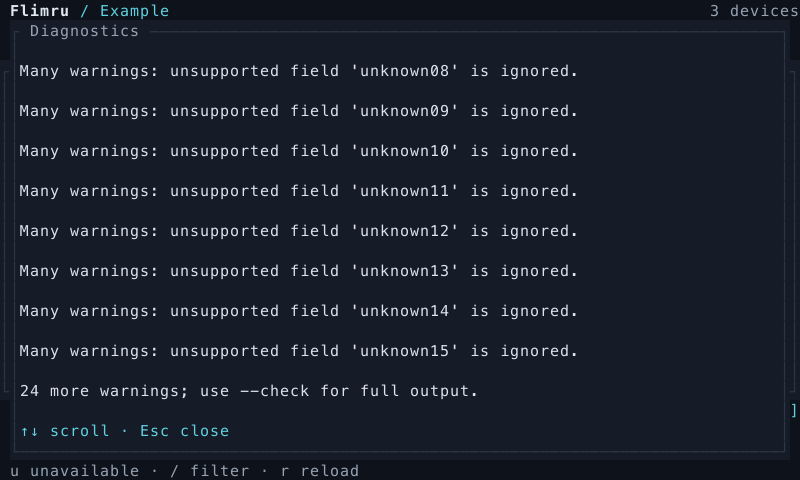 Flimru / Example 3 devices
Diagnostics
Many warnings: unsupported field 'unknown08' is ignored.
Many warnings: unsupported field 'unknown09' is ignored.
Many warnings: unsupported field 'unknown10' is ignored.
Many warnings: unsupported field 'unknown11' is ignored.
Many warnings: unsupported field 'unknown12' is ignored.
Many warnings: unsupported field 'unknown13' is ignored.
Many warnings: unsupported field 'unknown14' is ignored.
Many warnings: unsupported field 'unknown15' is ignored.
24 more warnings; use --check for full output.
↑↓ scroll · Esc close
]
u unavailable · / filter · r reload